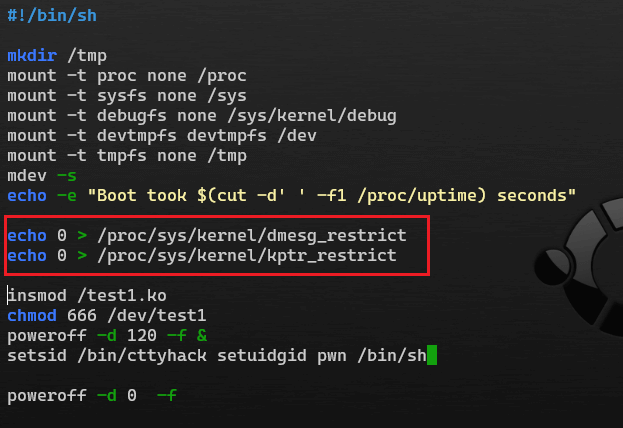 #!/bin/sh
mkdir /tmp
mount -t proc none /proc
mount -t sysfs none /sys
mount -t debugfs none /sys/kernel/debug
mount -t devtmpfs devtmpfs /dev
mount -t tmpfs none /tmp
mdev -s
echo -e "Boot took $(cut -d' ' -f1 /proc/uptime) seconds"
echo 0 > /proc/sys/kernel/dmesg_restrict
echo 0 > /proc/sys/kernel/kptr_restrict
insmod /test1.ko
chmod 666 /dev/test1
poweroff -d 120 -f &
setsid /bin/cttyhack setuidgid pwn /bin/sh
poweroff -d 0  -f